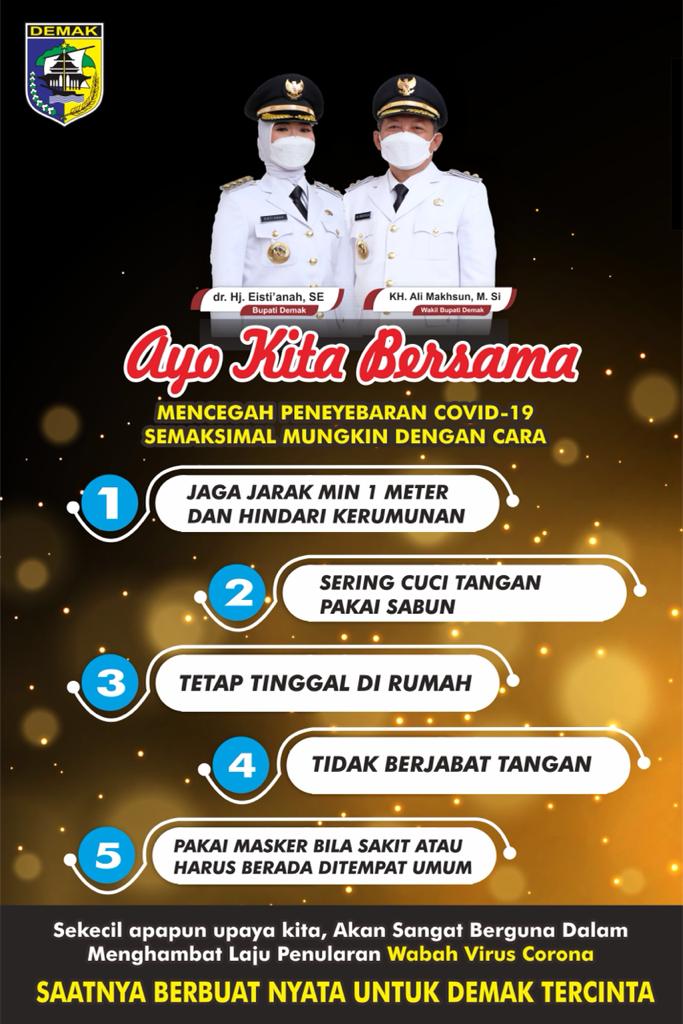 DEMAK
dr. Hj. Eisti'anah, SE
Bupati Demak
KH. Ali Makhsun, M. Si
Wakil Bupati Demak
Ayo Kita Bersama
MENCEGAH PENEYEBARAN COVID-19
SEMAKSIMAL MUNGKIN DENGAN CARA
1
JAGA JARAK MIN 1 METER
DAN HINDARI KERUMUNAN
2
SERING CUCI TANGAN
PAKAI SABUN
3
TETAP TINGGAL DI RUMAH
4
TIDAK BERJABAT TANGAN
5
PAKAI MASKER BILA SAKIT ATAU
HARUS BERADA DITEMPAT UMUM
Sekecil apapun upaya kita, Akan Sangat Berguna Dalam
Menghambat Laju Penularan Wabah Virus Corona
SAATNYA BERBUAT NYATA UNTUK DEMAK TERCINTA